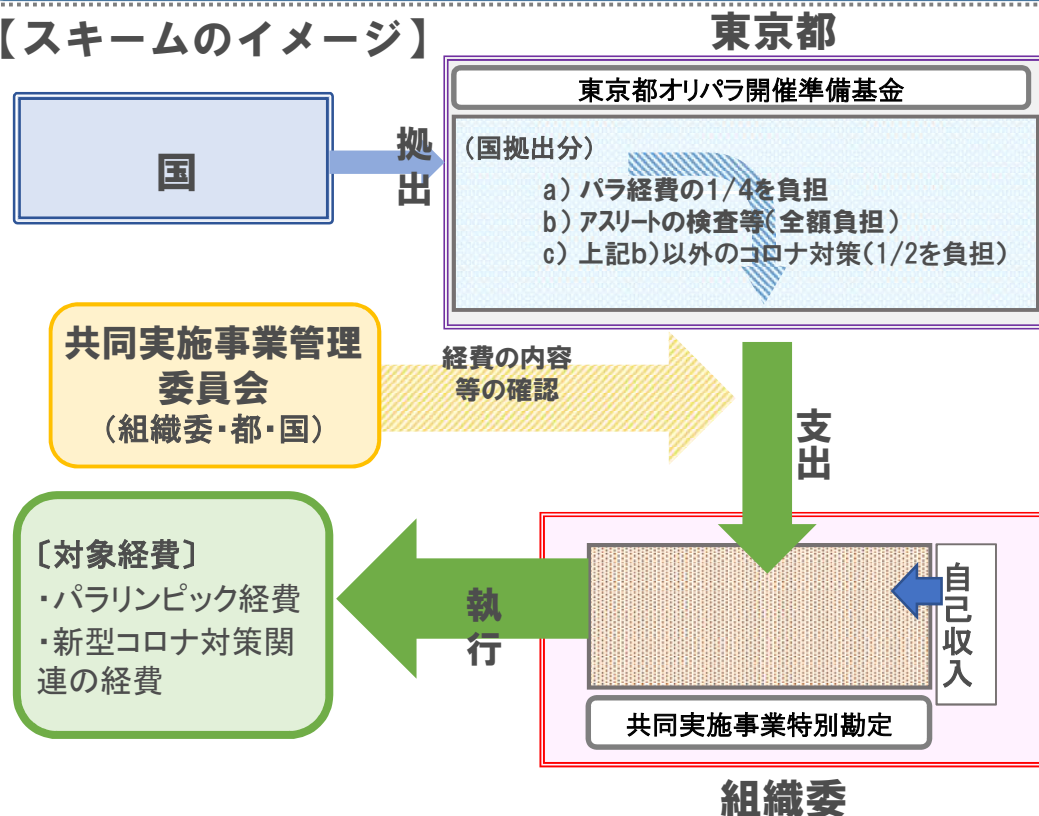 【スキームのイメージ】
東京都
東京都オリパラ開催準備基金
国
拠
出
（国拠出分）
a）パラ経費の1/4を負担
b）アスリートの検査等（全額負担）
c）上記b）以外のコロナ対策（1/2を負担）
共同実施事業管理
委員会
（組織委・都・国）
経費の内容
等の確認
支
出
〔対象経費〕
・パラリンピック経費
・新型コロナ対策関
連の経費
執
行
自
己
収
入
共同実施事業特別勘定
組織委